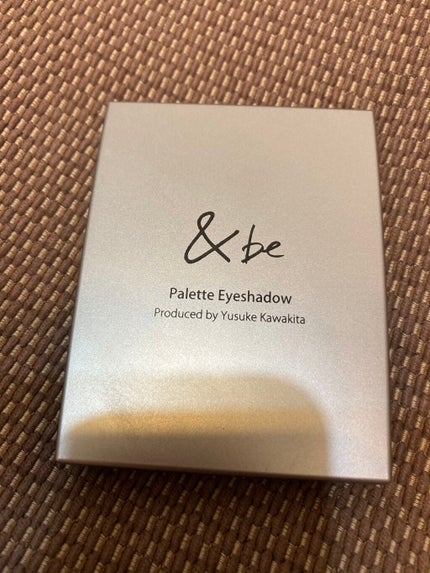 &be
Palette Eyeshadow
Produced by Yusuke Kawakita